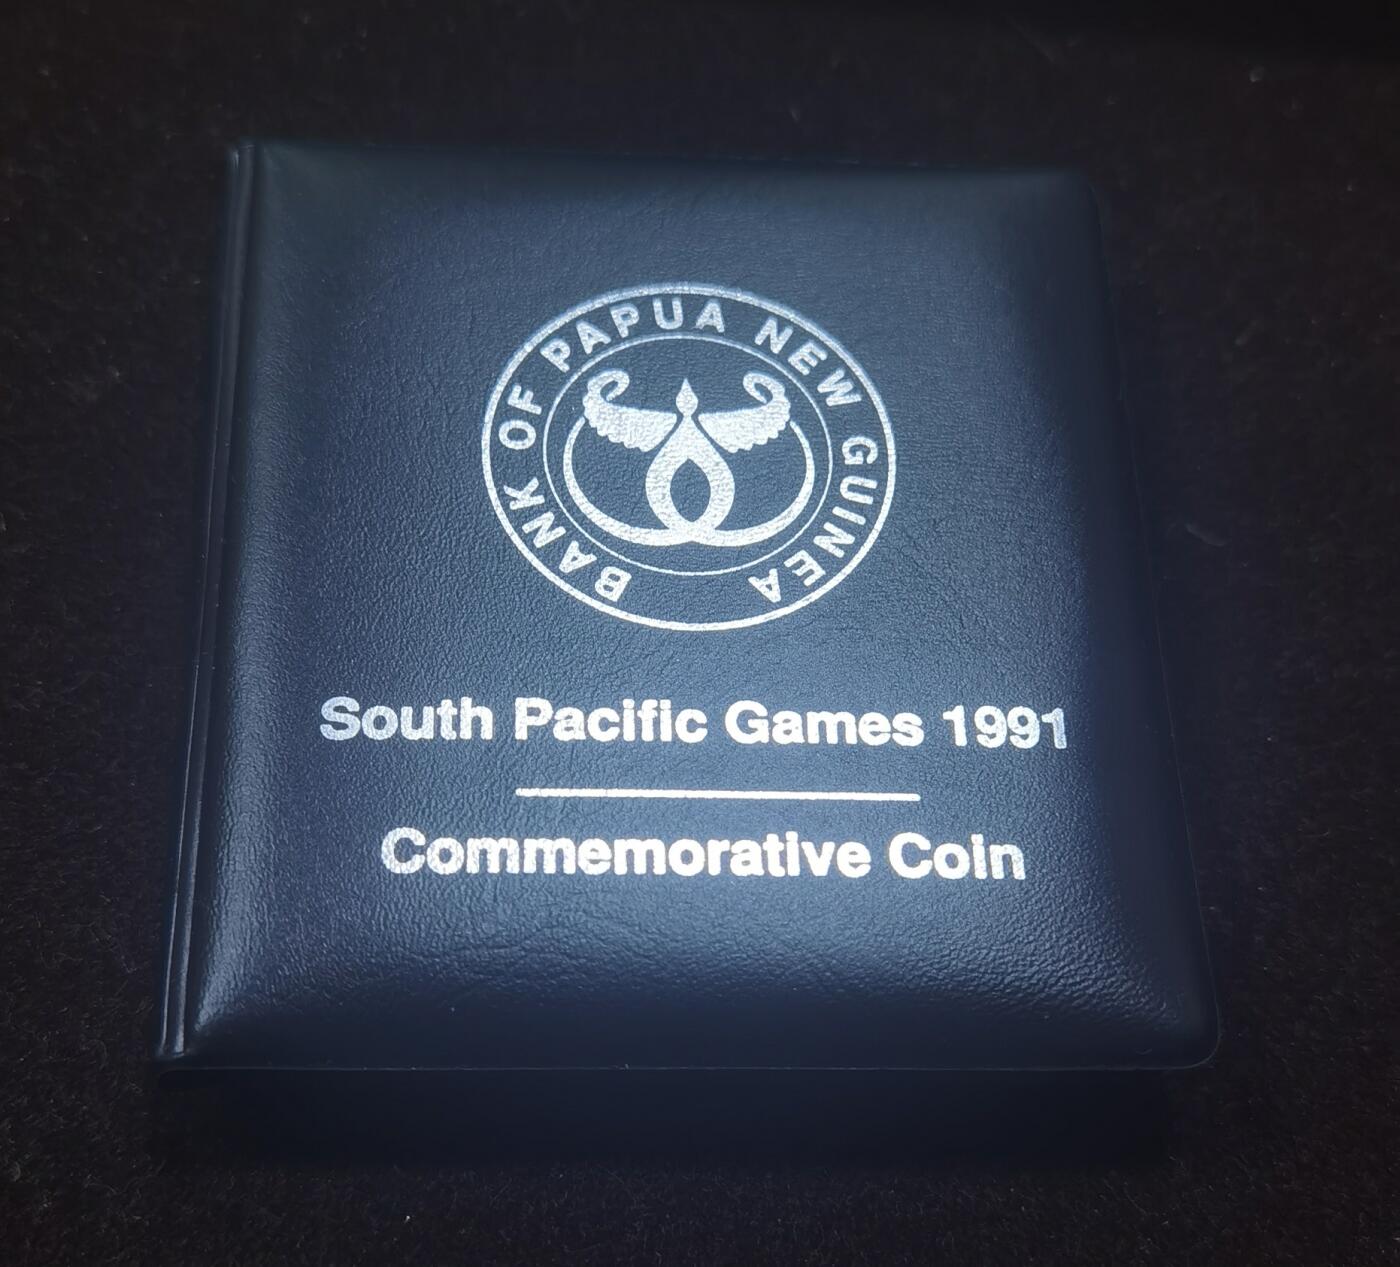 BANK OF PAPUA NEW GUINEA
South Pacific Games 1991
Commemorative Coin